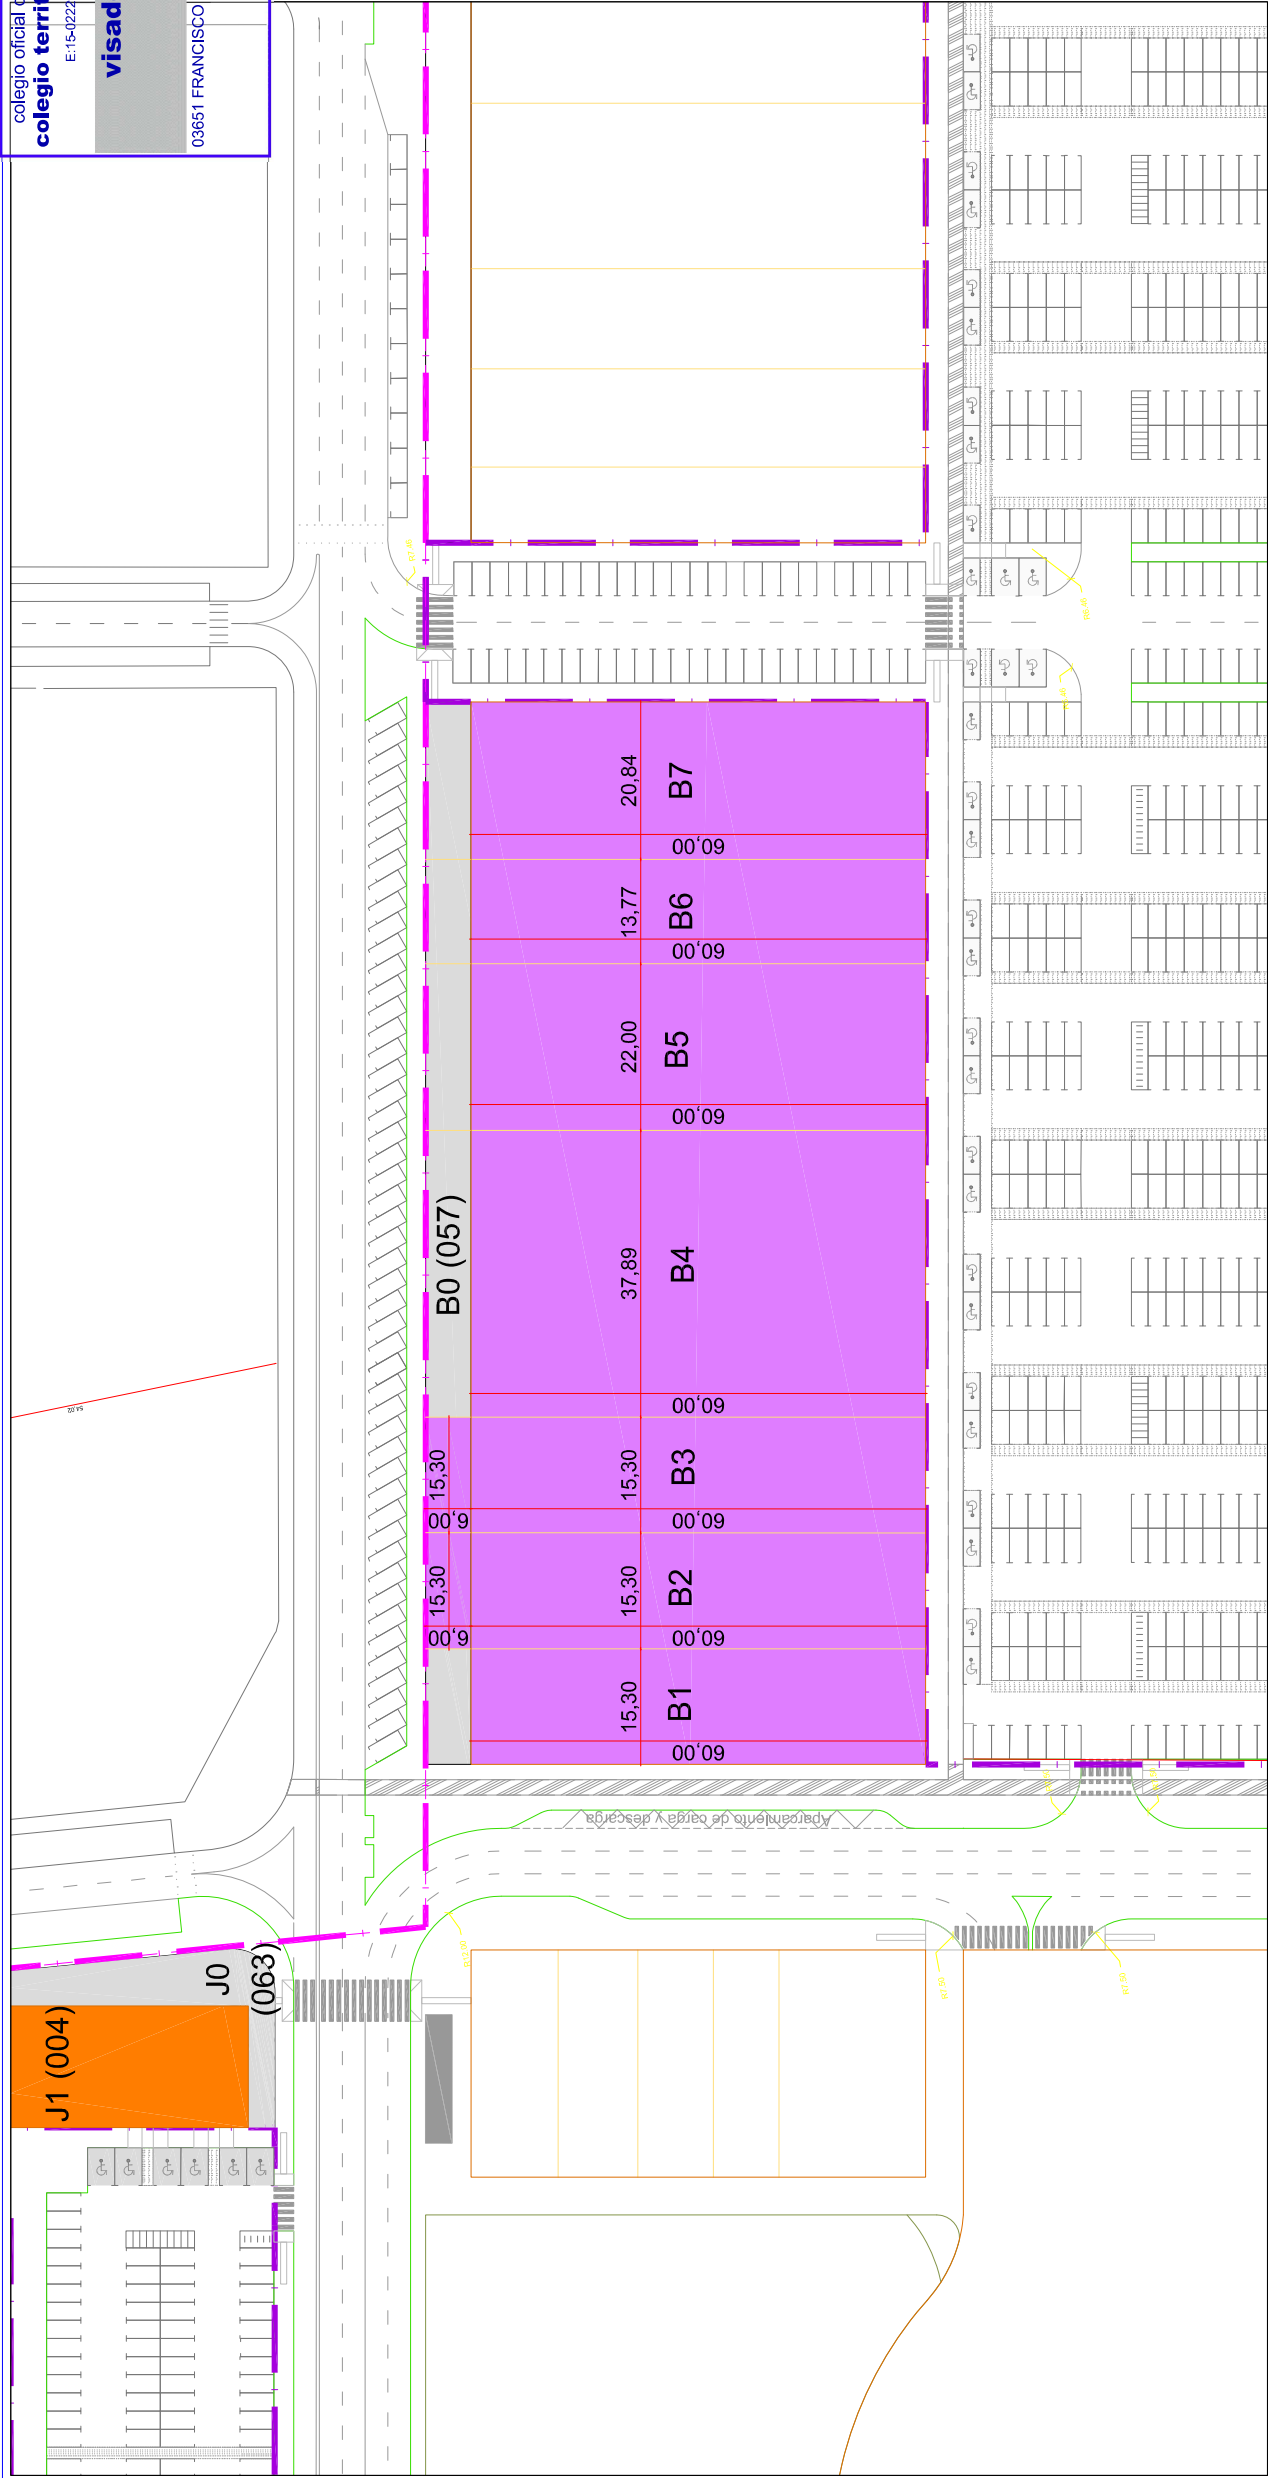 colegio oficial
colegio territ
E:15-0222
visad
03651 FRANCISCO
B7
20,84
60,00
B6
13,77
60,00
B5
22,00
60,00
B0 (057)
B4
37,89
60,00
54,02
B3
15,30
15,30
6,00
60,00
B2
15,30
15,30
6,00
60,00
B1
15,30
60,00
Aparcamiento de carga y descarga
J0
(063)
J1 (004)